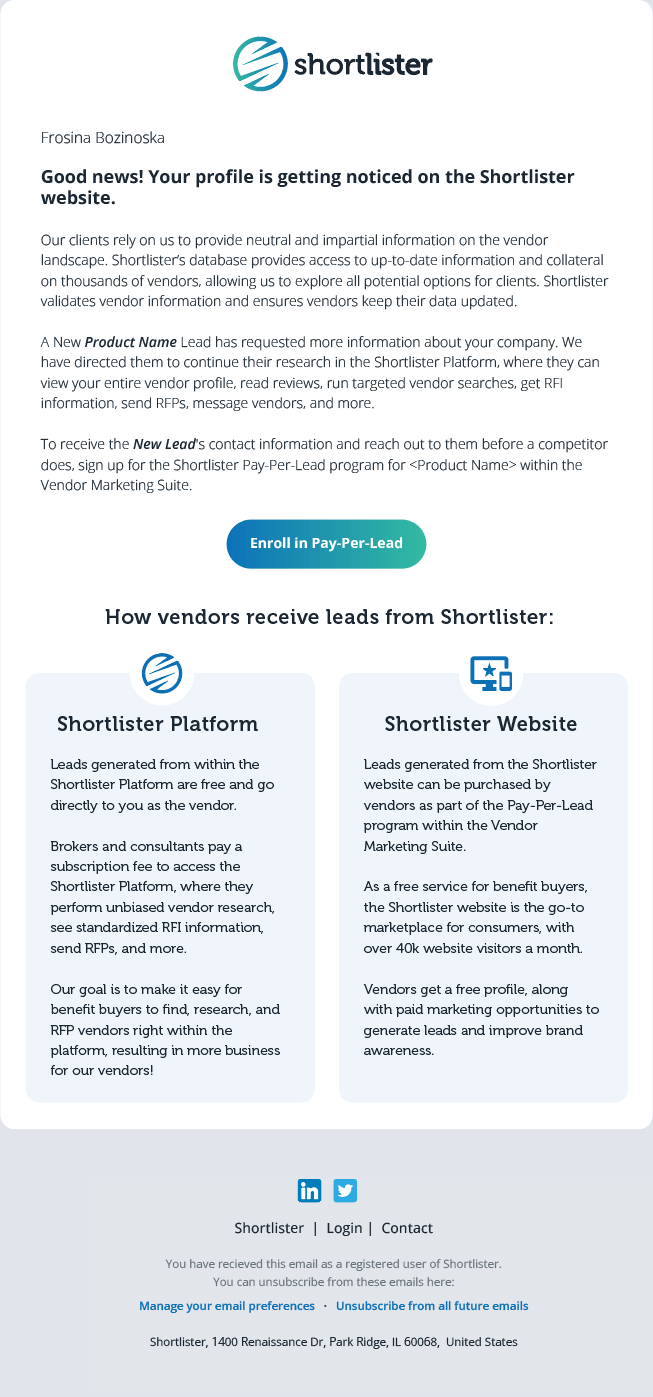 shortlister
Frosina Bozinoska
Good news! Your profile is getting noticed on the Shortlister
website.
Our clients rely on us to provide neutral and impartial information on the vendor
landscape. Shortlister's database provides access to up-to-date information and collateral
on thousands of vendors, allowing us to explore all potential options for clients. Shortlister
validates vendor information and ensures vendors keep their data updated.
A New Product Name Lead has requested more information about your company. We
have directed them to continue their research in the Shortlister Platform, where they can
view your entire vendor profile, read reviews, run targeted vendor searches, get RFI
information, send RFPs, message vendors, and more.
To receive the New Lead's contact information and reach out to them before a competitor
does, sign up for the Shortlister Pay-Per-Lead program for <Product Name> within the
Vendor Marketing Suite.
Enroll in Pay-Per-Lead
How vendors receive leads from Shortlister:
Shortlister Platform
Leads generated from within the
Shortlister Platform are free and go
directly to you as the vendor.
Brokers and consultants pay a
subscription fee to access the
Shortlister Platform, where they
perform unbiased vendor research,
see standardized RFI information,
send RFPs, and more.
Our goal is to make it easy for
benefit buyers to find, research, and
RFP vendors right within the
platform, resulting in more business
for our vendors!
Shortlister Website
Leads generated from the Shortlister
website can be purchased by
vendors as part of the Pay-Per-Lead
program within the Vendor
Marketing Suite.
As a free service for benefit buyers,
the Shortlister website is the go-to
marketplace for consumers, with
over 40k website visitors a month.
Vendors get a free profile, along
with paid marketing opportunities to
generate leads and improve brand
awareness.
in
Shortlister | Login | Contact
You have recieved this email as a registered user of Shortlister.
You can unsubscribe from these emails here:
Manage your email preferences · Unsubscribe from all future emails
Shortlister, 1400 Renaissance Dr, Park Ridge, IL 60068, United States